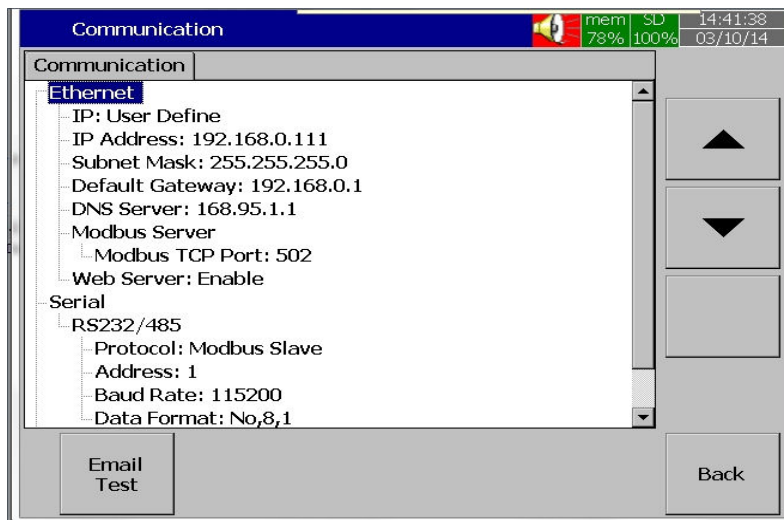 Communication
mem SD 14:41:38
78% 100% 03/10/14
Communication
Ethernet
IP: User Define
IP Address: 192.168.0.111
Subnet Mask: 255.255.255.0
Default Gateway: 192.168.0.1
DNS Server: 168.95.1.1
Modbus Server
Modbus TCP Port: 502
Web Server: Enable
Serial
RS232/485
Protocol: Modbus Slave
Address: 1
Baud Rate: 115200
Data Format: No,8,1
Email
Test
Back